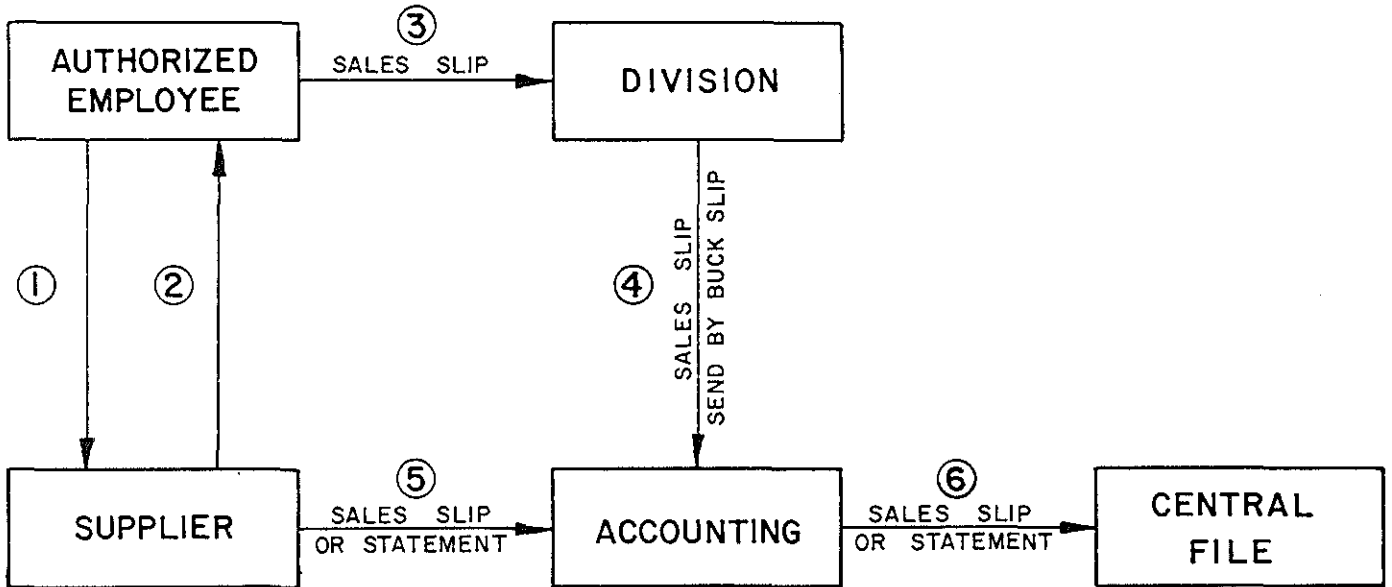 ③
AUTHORIZED
EMPLOYEE
SALES SLIP
DIVISION
①
②
④
SALES SLIP
SEND BY BUCK SLIP
SUPPLIER
⑤
SALES SLIP
OR STATEMENT
ACCOUNTING
⑥
SALES SLIP
OR STATEMENT
CENTRAL
FILE